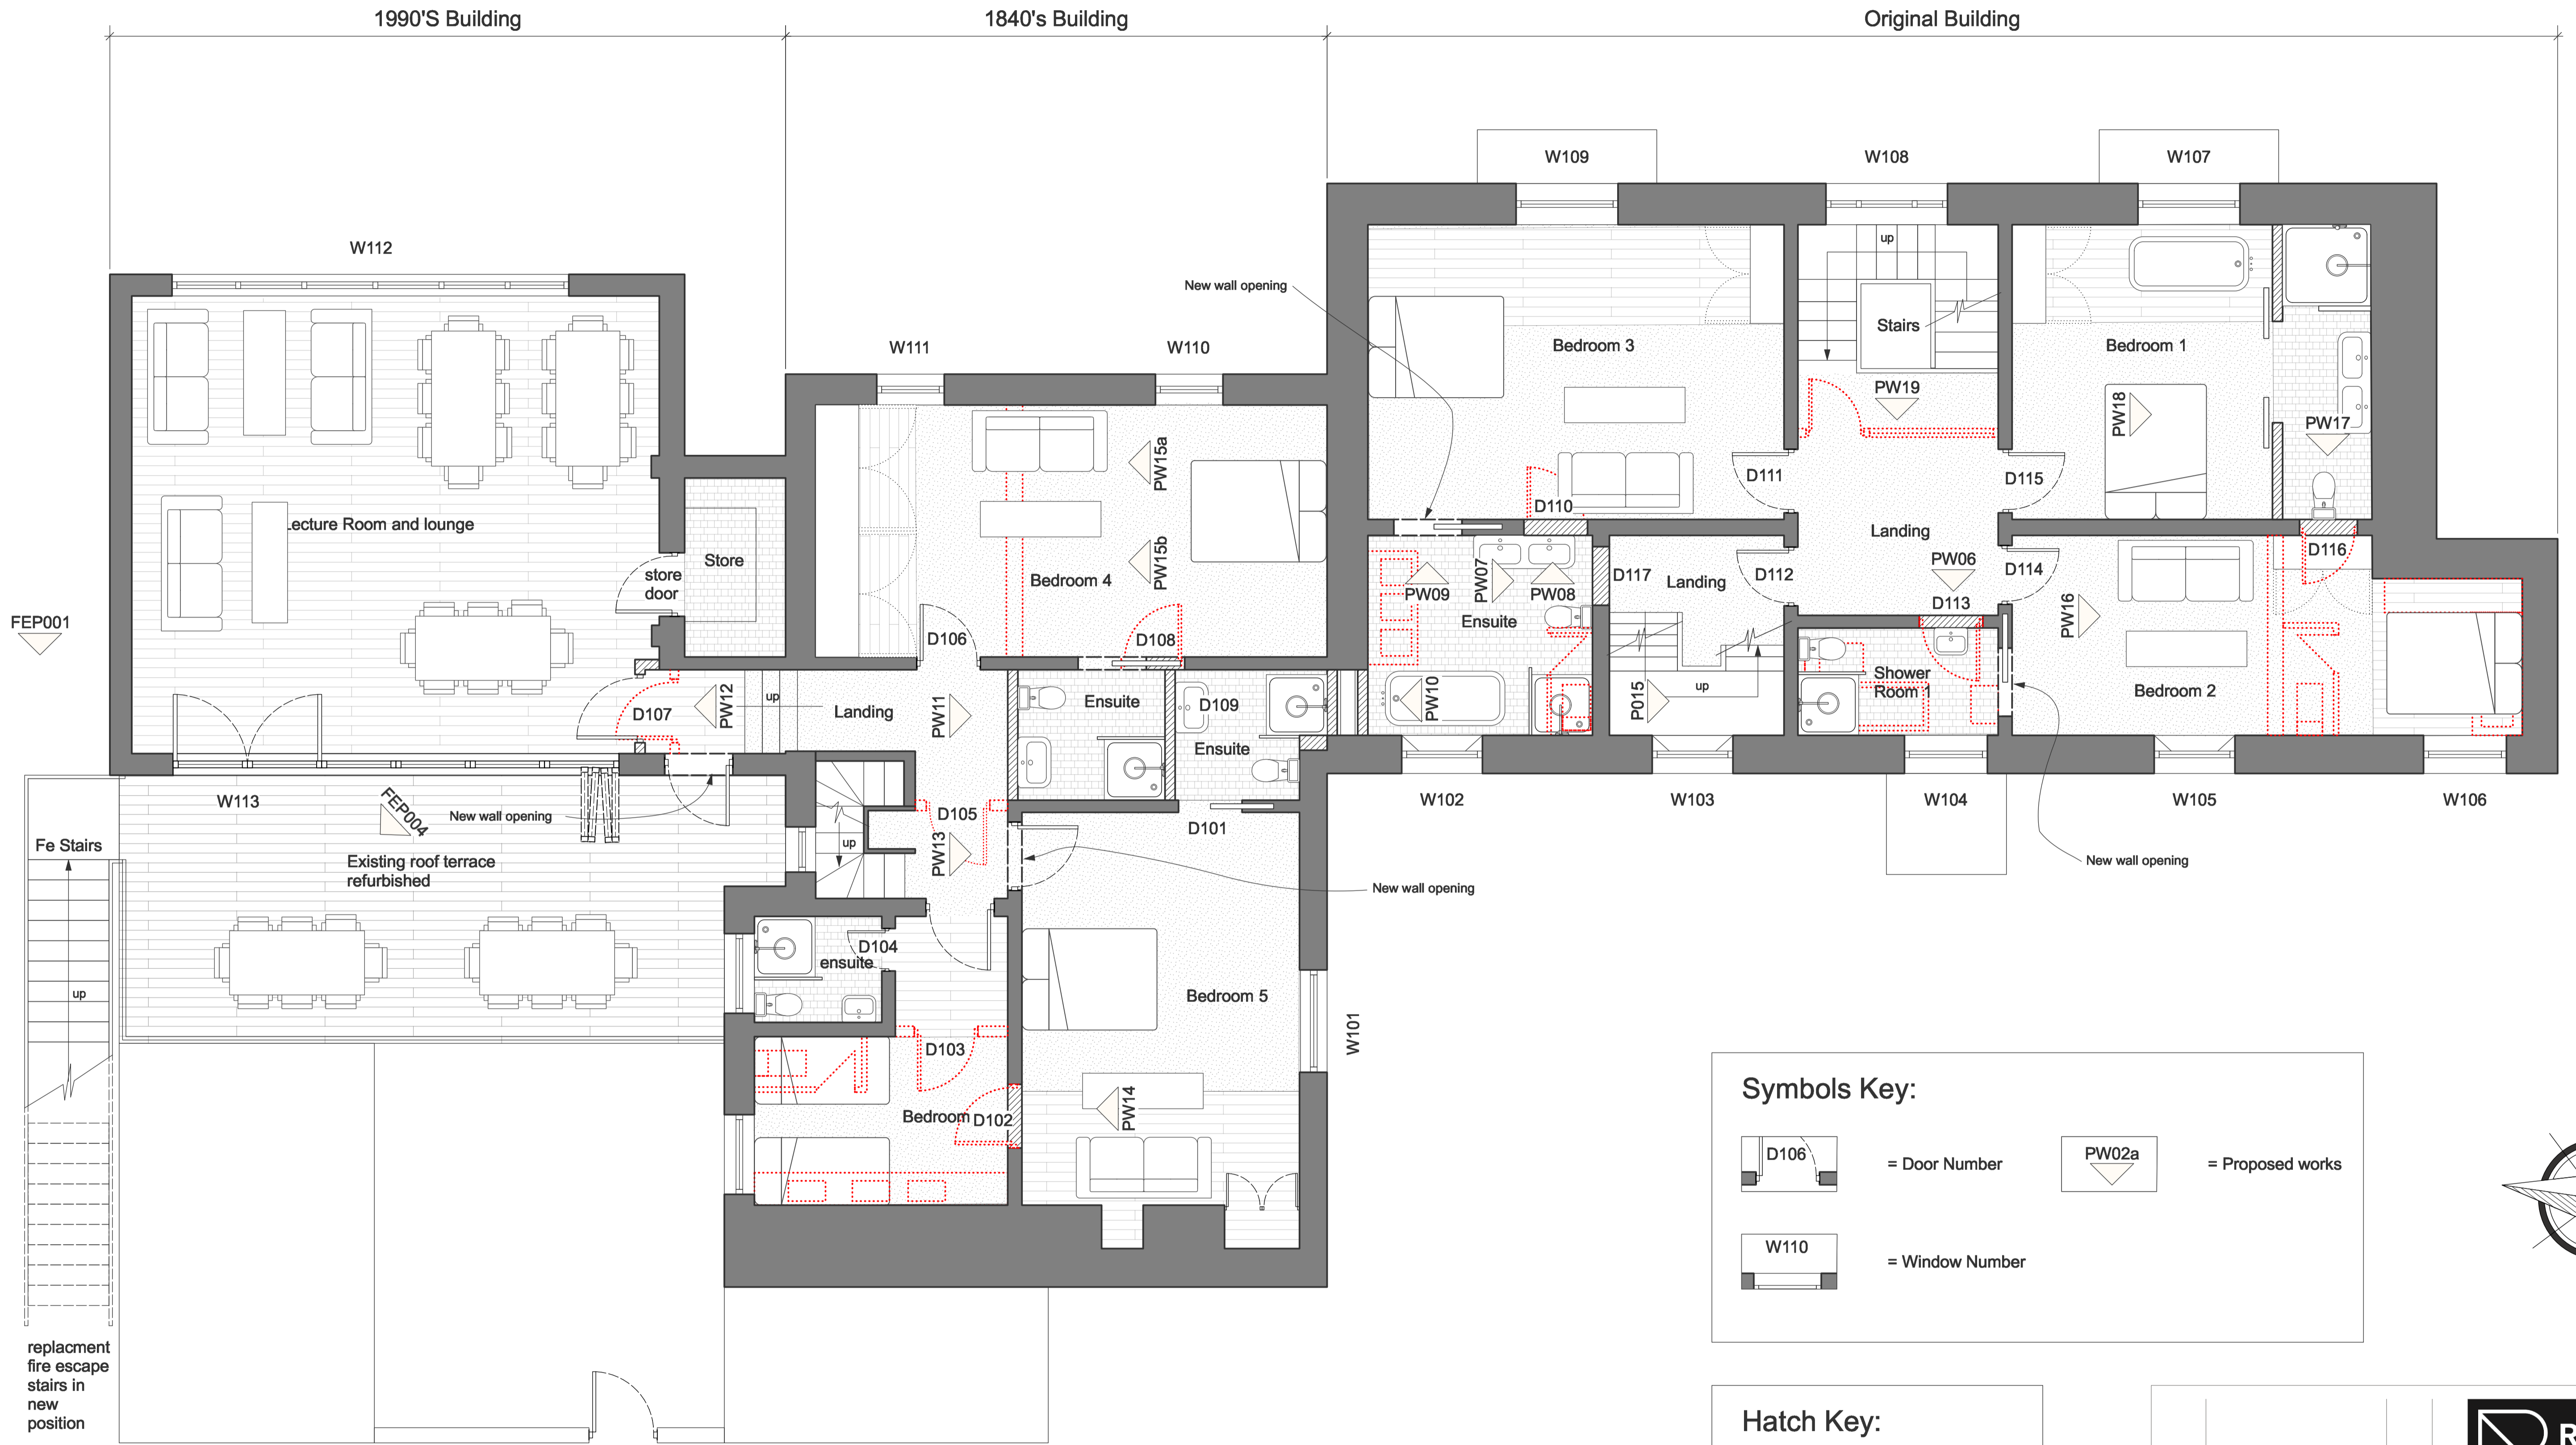 1990'S Building
1840's Building
Original Building
W109
W108
W107
W112
up
New wall opening
Stairs
W111
W110
Bedroom 3
Bedroom 1
PW19
PW18
PW17
PW15a
D111
D115
D110
Lecture Room and lounge
Landing
D116
Store
store
door
PW15b
Bedroom 4
PW09
PW07
PW08
D117
Landing
D112
PW06
D114
D113
PW16
FEP001
Ensuite
D106
D108
Shower
Room 1
up
Bedroom 2
PW12
up
D107
Landing
PW11
Ensuite
D109
Ensuite
PW10
P015
W113
FEP004
New wall opening
D105
D101
W102
W103
W104
W105
W106
Fe Stairs
up
PW13
Existing roof terrace
refurbished
New wall opening
New wall opening
D104
ensuite
up
Bedroom 5
W101
D103
Bedroom
D102
PW14
Symbols Key:
D106
= Door Number
PW02a
= Proposed works
W110
= Window Number
replacment
fire escape
stairs in
new
position
Hatch Key: